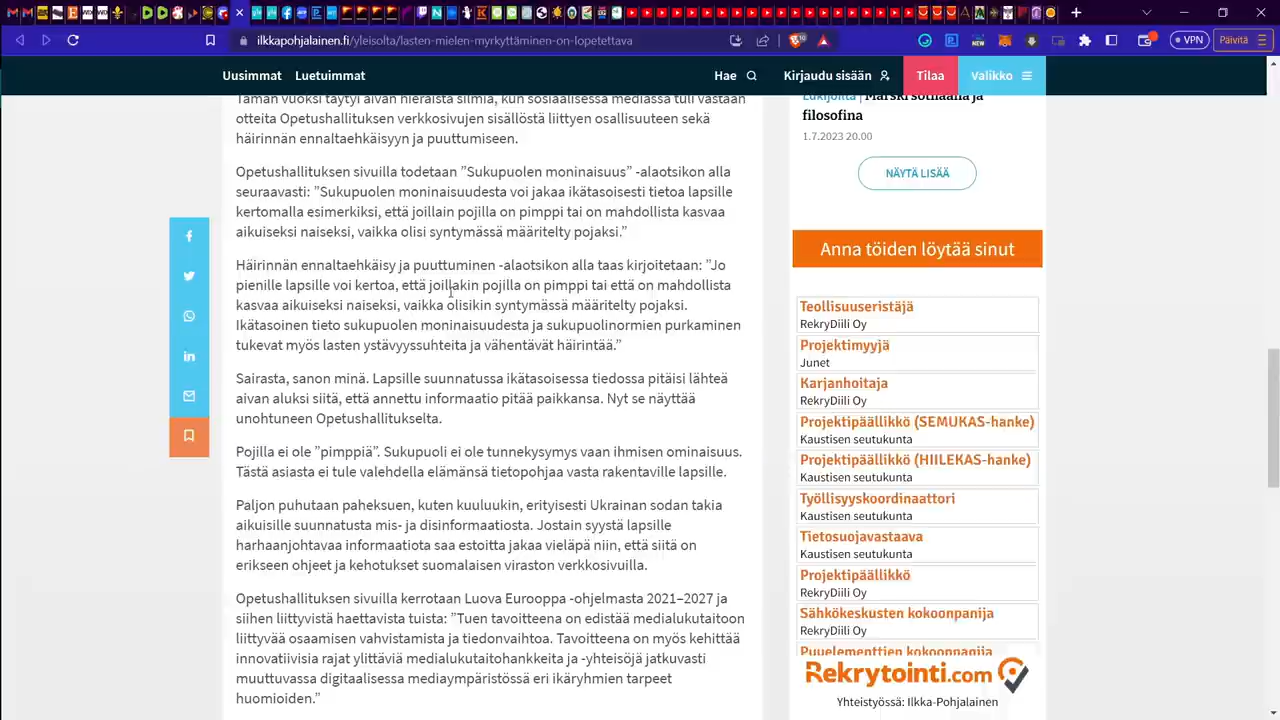 ilkkapohjalainen.fi/yleisolta/lasten-mielen-myrkyttäminen-on-lopetettava
VPN
Päivitä
Uusimmat
Luetuimmat
Hae
Kirjaudu sisään
Tilaa
Valikko
Tämän vuoksi täytyi aivan hieraista silmiä, kun sosiaalisessa mediassa tuli vastaan
otteita Opetushallituksen verkkosivujen sisällöstä liittyen osallisuuteen sekä
häirinnän ennaltaehkäisyyn ja puuttumiseen.
Opetushallituksen sivuilla todetaan ”Sukupuolen moninaisuus” -alaotsikon alla
seuraavasti: ”Sukupuolen moninaisuudesta voi jakaa ikätasoisesti tietoa lapsille
kertomalla esimerkiksi, että joillain pojilla on pimppi tai on mahdollista kasvaa
aikuiseksi naiseksi, vaikka olisi syntymässä määritelty pojaksi.”
Häirinnän ennaltaehkäisy ja puuttuminen -alaotsikon alla taas kirjoitetaan: ”Jo
pienille lapsille voi kertoa, että joillakin pojilla on pimppi tai että on mahdollista
kasvaa aikuiseksi naiseksi, vaikka olisikin syntymässä määritelty pojaksi.
Ikätasoinen tieto sukupuolen moninaisuudesta ja sukupuolinormien purkaminen
tukevat myös lasten ystävyyssuhteita ja vähentävät häirintää.”
Sairasta, sanon minä. Lapsille suunnatussa ikätasoisessa tiedossa pitäisi lähteä
aivan aluksi siitä, että annettu informaatio pitää paikkansa. Nyt se näyttää
unohtuneen Opetushallitukselta.
Pojilla ei ole ”pimppiä”. Sukupuoli ei ole tunnekysymys vaan ihmisen ominaisuus.
Tästä asiasta ei tule valehdella elämänsä tietopohjaa vasta rakentaville lapsille.
Paljon puhutaan paheksuen, kuten kuuluukin, erityisesti Ukrainan sodan takia
aikuisille suunnatusta mis- ja disinformaatiosta. Jostain syystä lapsille
harhaanjohtavaa informaatiota saa estoitta jakaa vieläpä niin, että siitä on
erikseen ohjeet ja kehotukset suomalaisen viraston verkkosivuilla.
Opetushallituksen sivuilla kerrotaan Luova Eurooppa -ohjelmasta 2021–2027 ja
siihen liittyvistä haettavista tuista: ”Tuen tavoitteena on edistää medialukutaitoon
liittyvää osaamisen vahvistamista ja tiedonvaihtoa. Tavoitteena on myös kehittää
innovatiivisia rajat ylittäviä medialukutaitohankkeita ja -yhteisöjä jatkuvasti
muuttuvassa digitaalisessa mediaympäristössä eri ikäryhmien tarpeet
huomioiden.”
Lukijoilta | Marski sotilaana ja
filosofina
1.7.2023 20.00
NÄYTÄ LISÄÄ
Anna töiden löytää sinut
Teollisuuseristäjä
RekryDiili Oy
Projektimyyjä
Junet
Karjanhoitaja
RekryDiili Oy
Projektipäällikkö (SEMUKAS-hanke)
Kaustisen seutukunta
Projektipäällikkö (HIILEKAS-hanke)
Kaustisen seutukunta
Työllisyyskoordinaattori
Kaustisen seutukunta
Tietosuojavastaava
Kaustisen seutukunta
Projektipäällikkö
RekryDiili Oy
Sähkökeskusten kokoonpanija
RekryDiili Oy
Puuelementtien kokoonpanija
Rekrytointi.com
Yhteistyössä: Ilkka-Pohjalainen